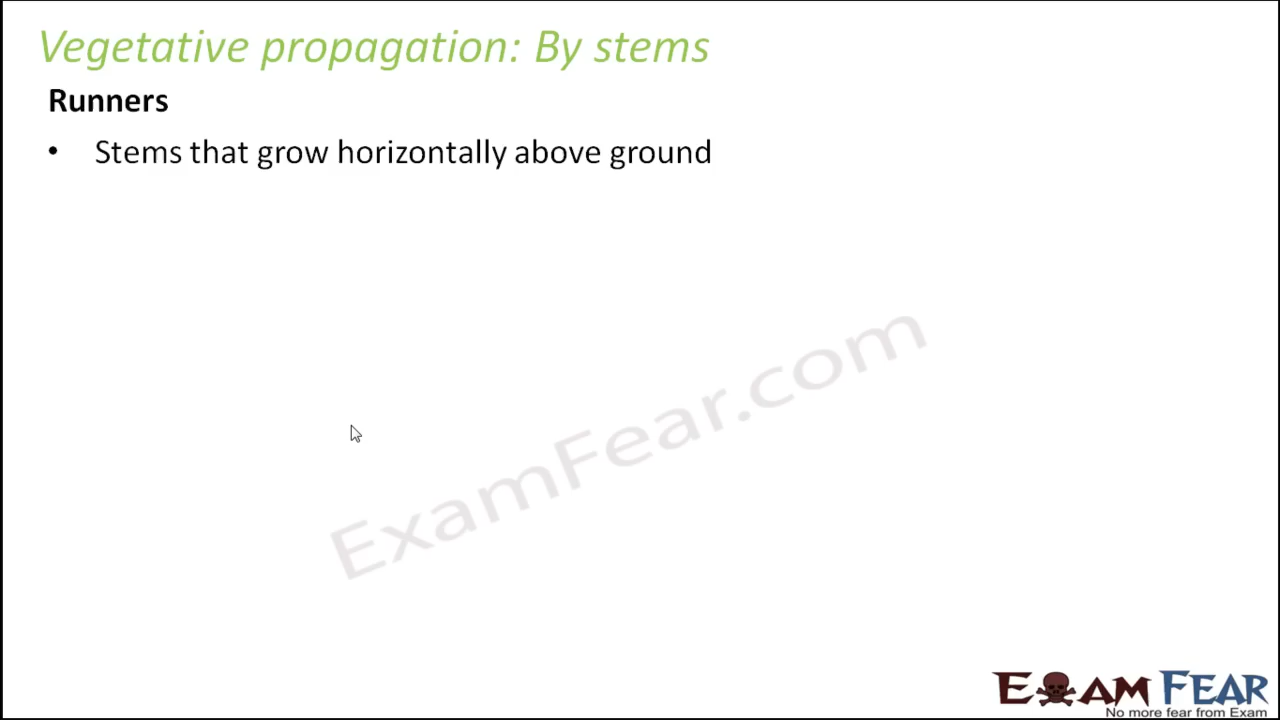 Vegetative propagation: By stems
Runners
• Stems that grow horizontally above ground
ExamFear.com
EXAM FEAR
No more fear from Exam